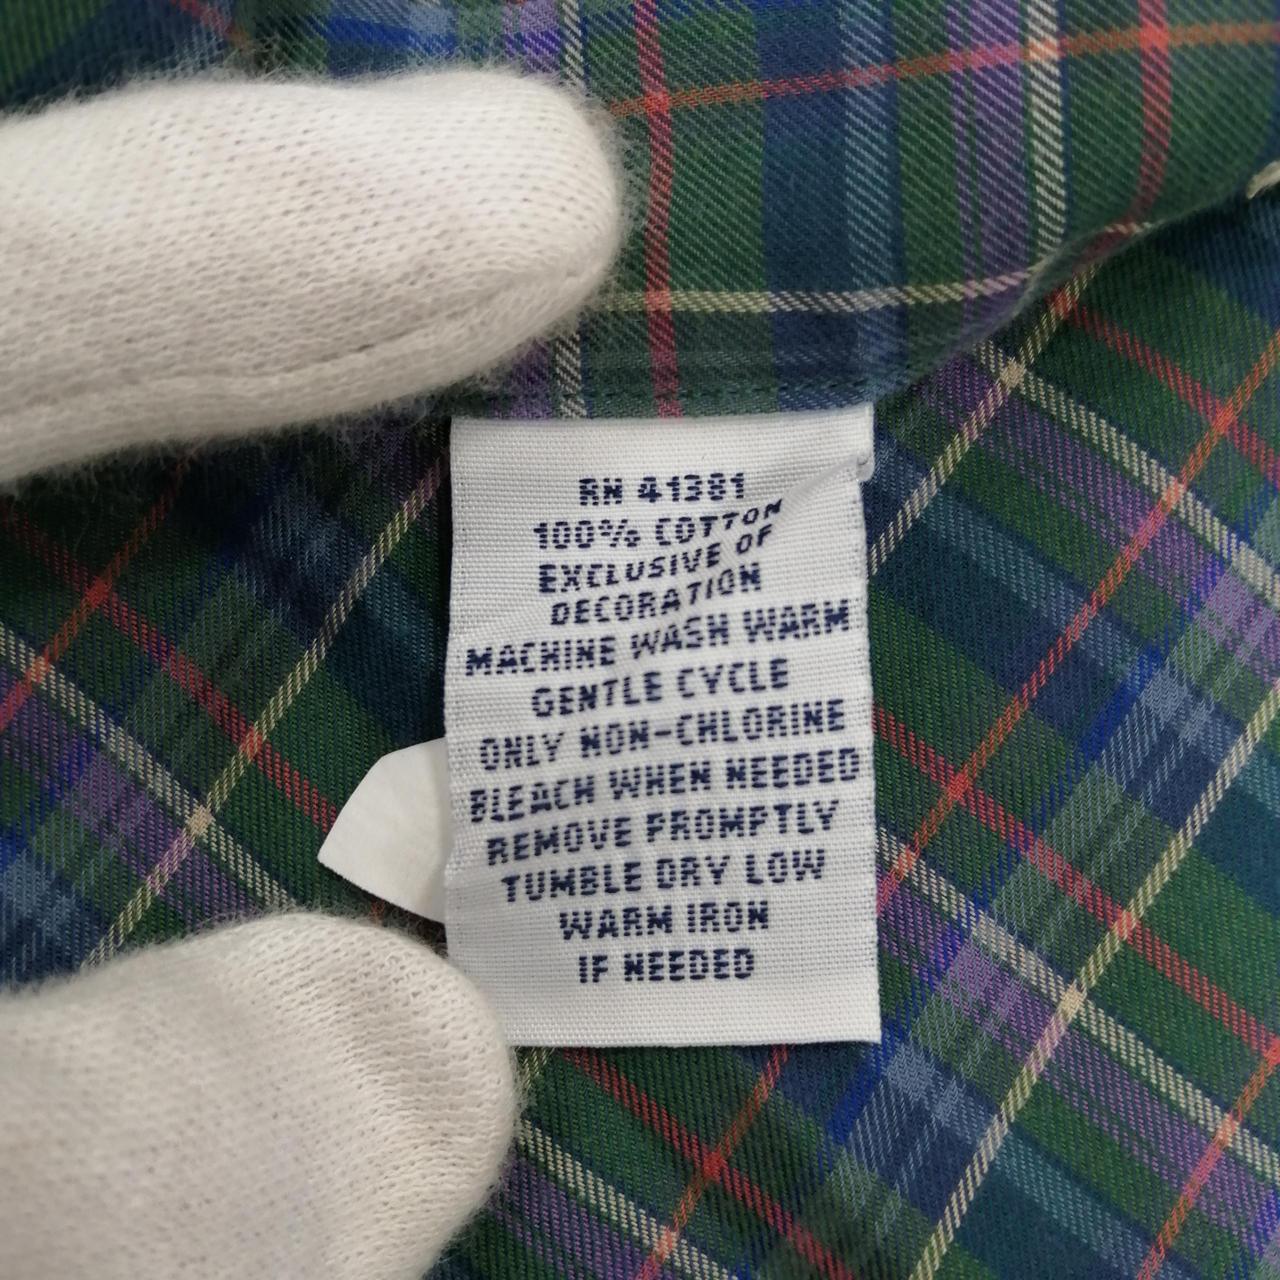 RN 41381
100% COTTON
EXCLUSIVE OF
DECORATION
MACHINE WASH WARM
GENTLE CYCLE
ONLY NON-CHLORINE
BLEACH WHEN NEEDED
REMOVE PROMPTLY
TUMBLE DRY LOW
WARM IRON
IF NEEDED